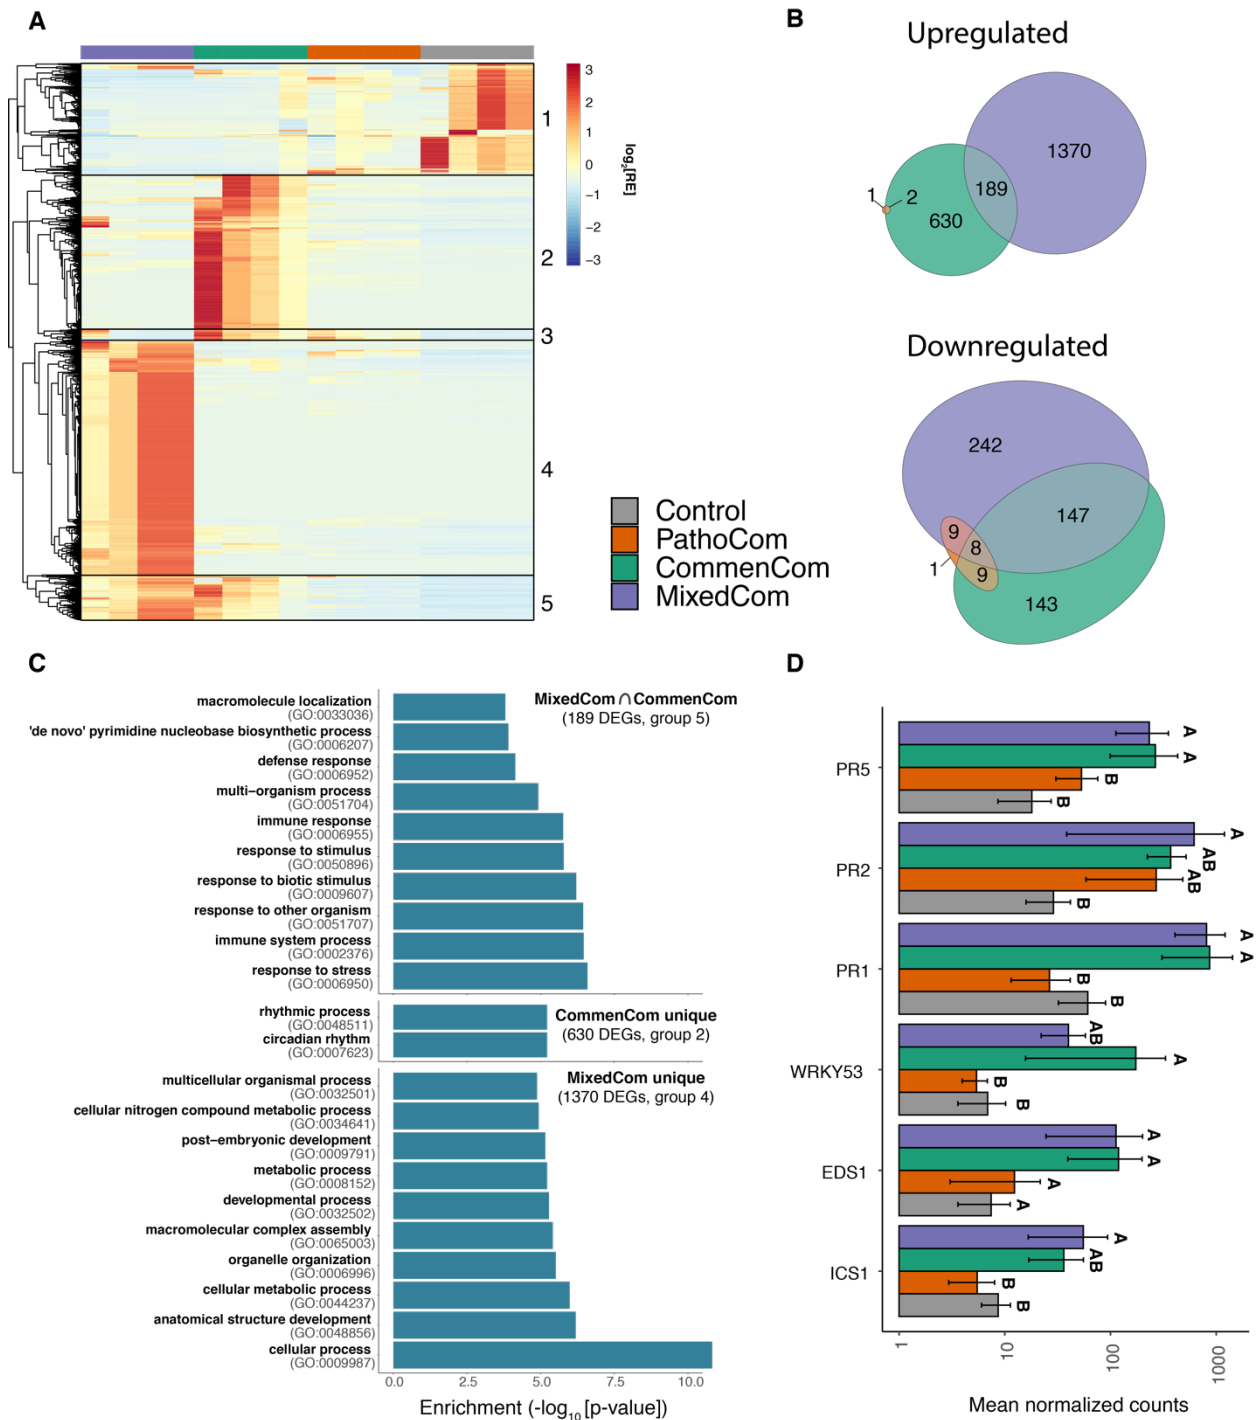 A
3
2
1
0
−1
−2
−3
log2[RE]
1
2
3
4
5
Control
PathoCom
CommenCom
MixedCom
B
Upregulated
1370
189
1
2
630
Downregulated
242
147
9
8
1
9
143
C
macromolecule localization
(GO:0033036)
'de novo' pyrimidine nucleobase biosynthetic process
(GO:0006207)
defense response
(GO:0006952)
multi−organism process
(GO:0051704)
immune response
(GO:0006955)
response to stimulus
(GO:0050896)
response to biotic stimulus
(GO:0009607)
response to other organism
(GO:0051707)
immune system process
(GO:0002376)
response to stress
(GO:0006950)
MixedCom ∩ CommenCom
(189 DEGs, group 5)
rhythmic process
(GO:0048511)
circadian rhythm
(GO:0007623)
CommenCom unique
(630 DEGs, group 2)
multicellular organismal process
(GO:0032501)
cellular nitrogen compound metabolic process
(GO:0034641)
post−embryonic development
(GO:0009791)
metabolic process
(GO:0008152)
developmental process
(GO:0032502)
macromolecular complex assembly
(GO:0065003)
organelle organization
(GO:0006996)
cellular metabolic process
(GO:0044237)
anatomical structure development
(GO:0048856)
cellular process
(GO:0009987)
MixedCom unique
(1370 DEGs, group 4)
0.0 2.5 5.0 7.5 10.0
Enrichment (-log10 [p-value])
D
PR5
A
A
B
B
PR2
A
AB
AB
B
PR1
A
A
B
B
WRKY53
AB
A
B
B
EDS1
A
A
A
A
ICS1
A
AB
B
B
1 10 100 1000
Mean normalized counts